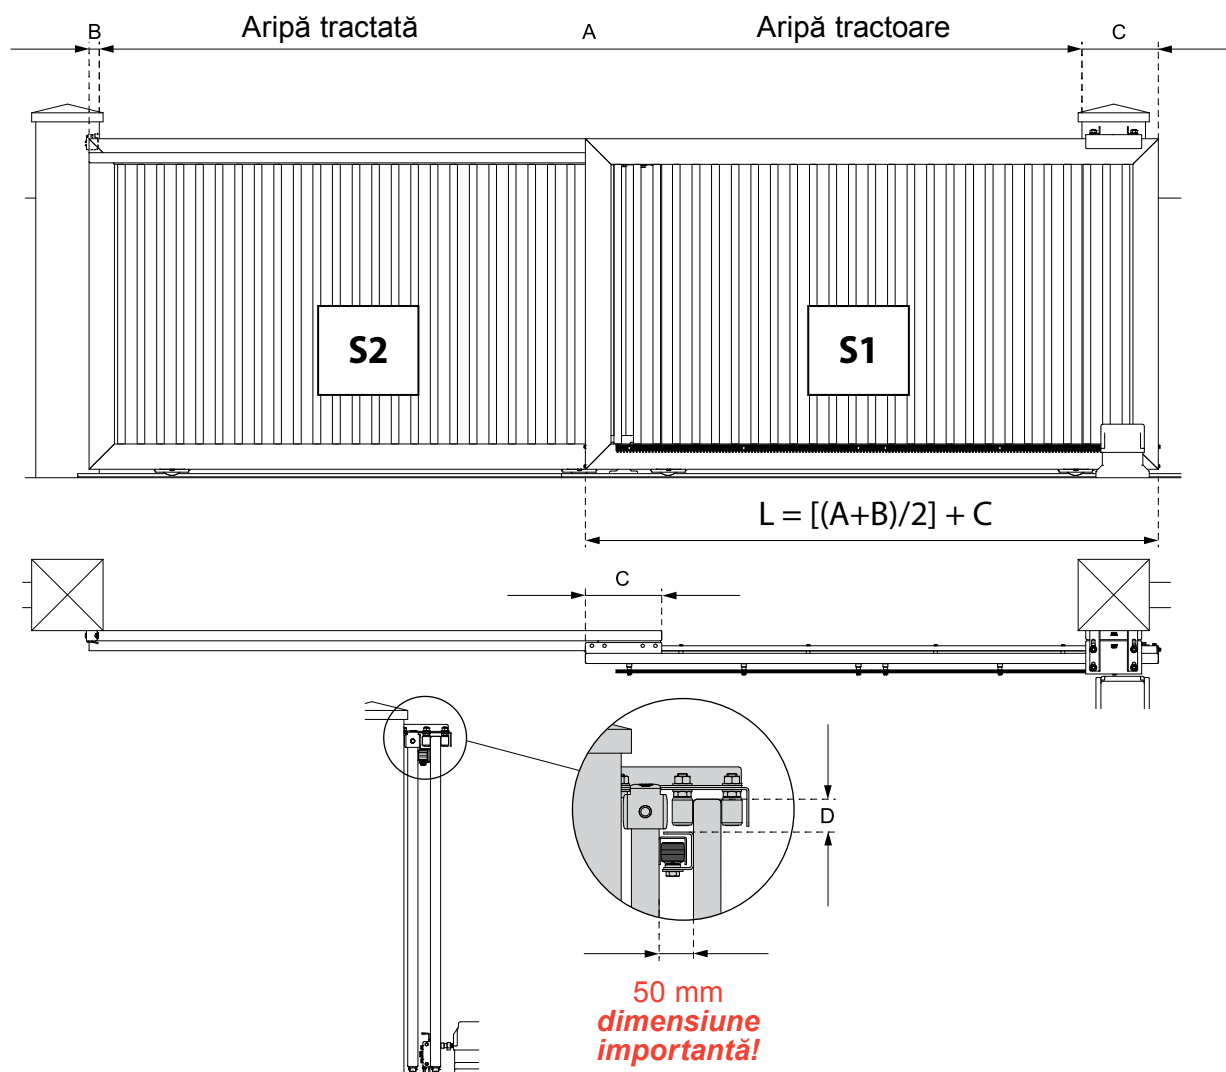 B
Aripă tractată
A
Aripă tractoare
C
S2
S1
L = [(A+B)/2] + C
C
D
50 mm
dimensiune
importantă!